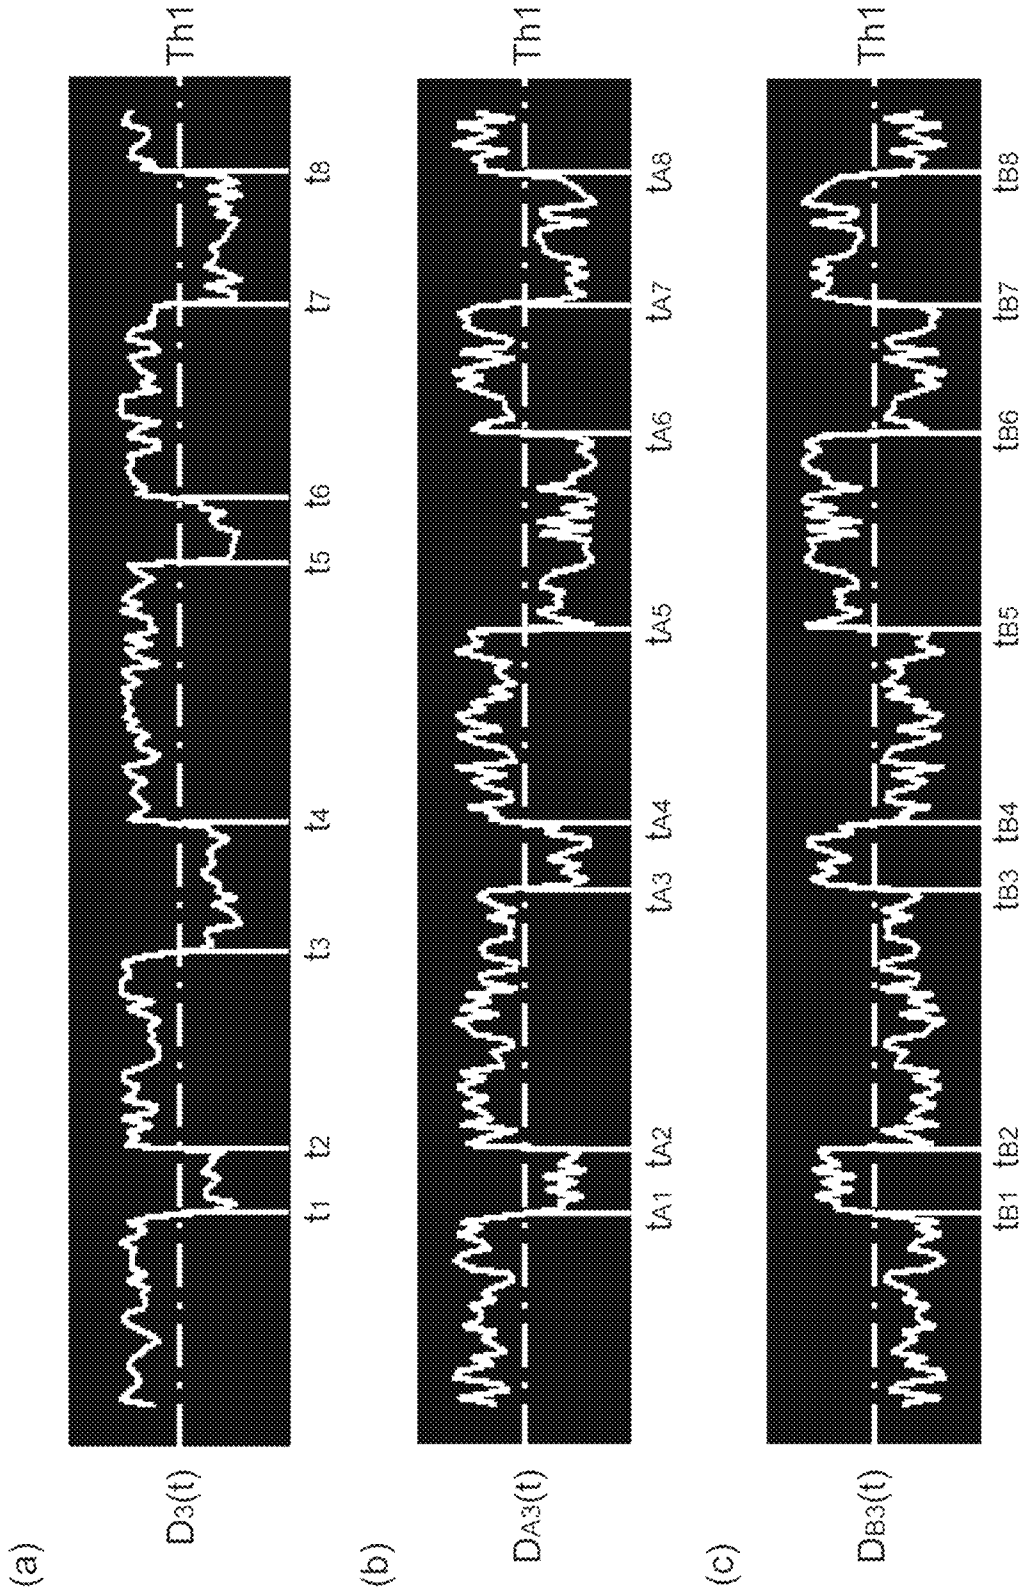 (a)
D3(t)
Th1
t1 t2 t3 t4 t5 t6 t7 t8
(b)
DA3(t)
Th1
tA1 tA2 tA3 tA4 tA5 tA6 tA7 tA8
(c)
DB3(t)
Th1
tB1 tB2 tB3 tB4 tB5 tB6 tB7 tB8